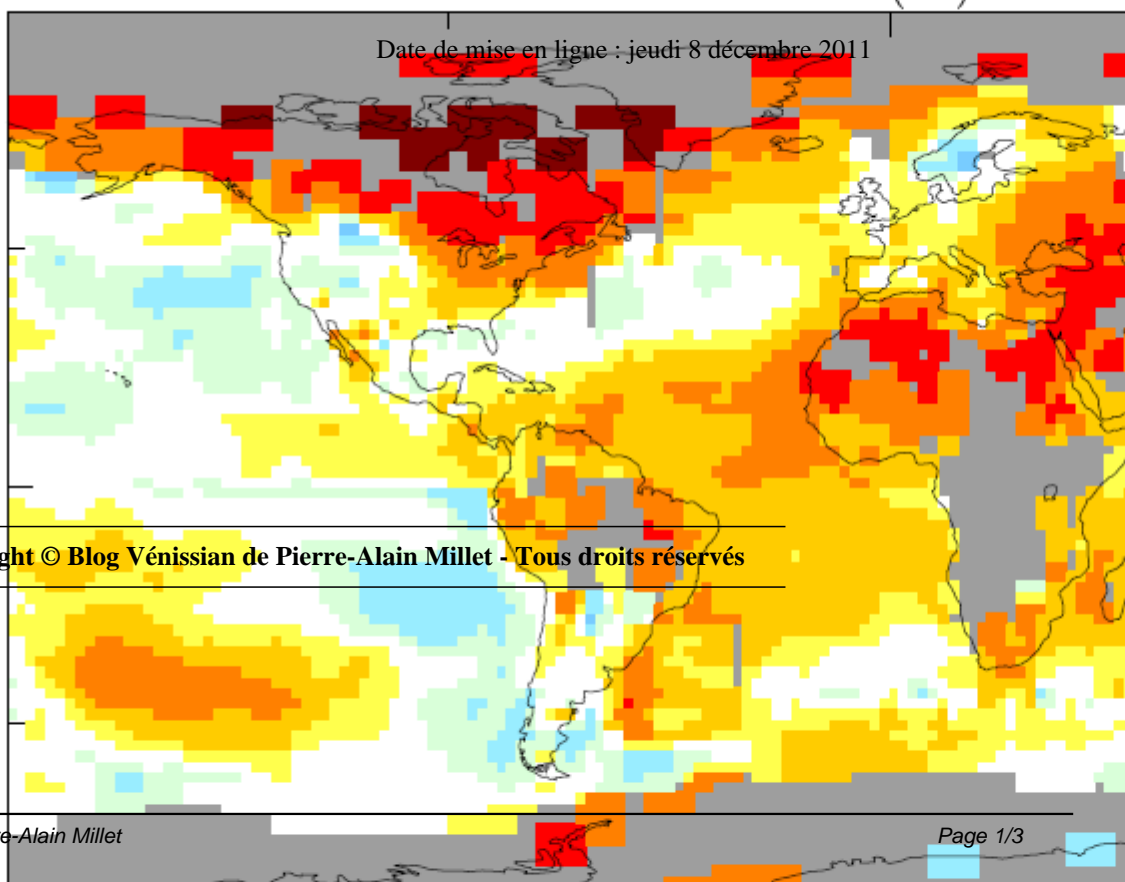 Date de mise en ligne : jeudi 8 décembre 2011
ght © Blog Vénissian de Pierre-Alain Millet - Tous droits réservés
re-Alain Millet
Page 1/3